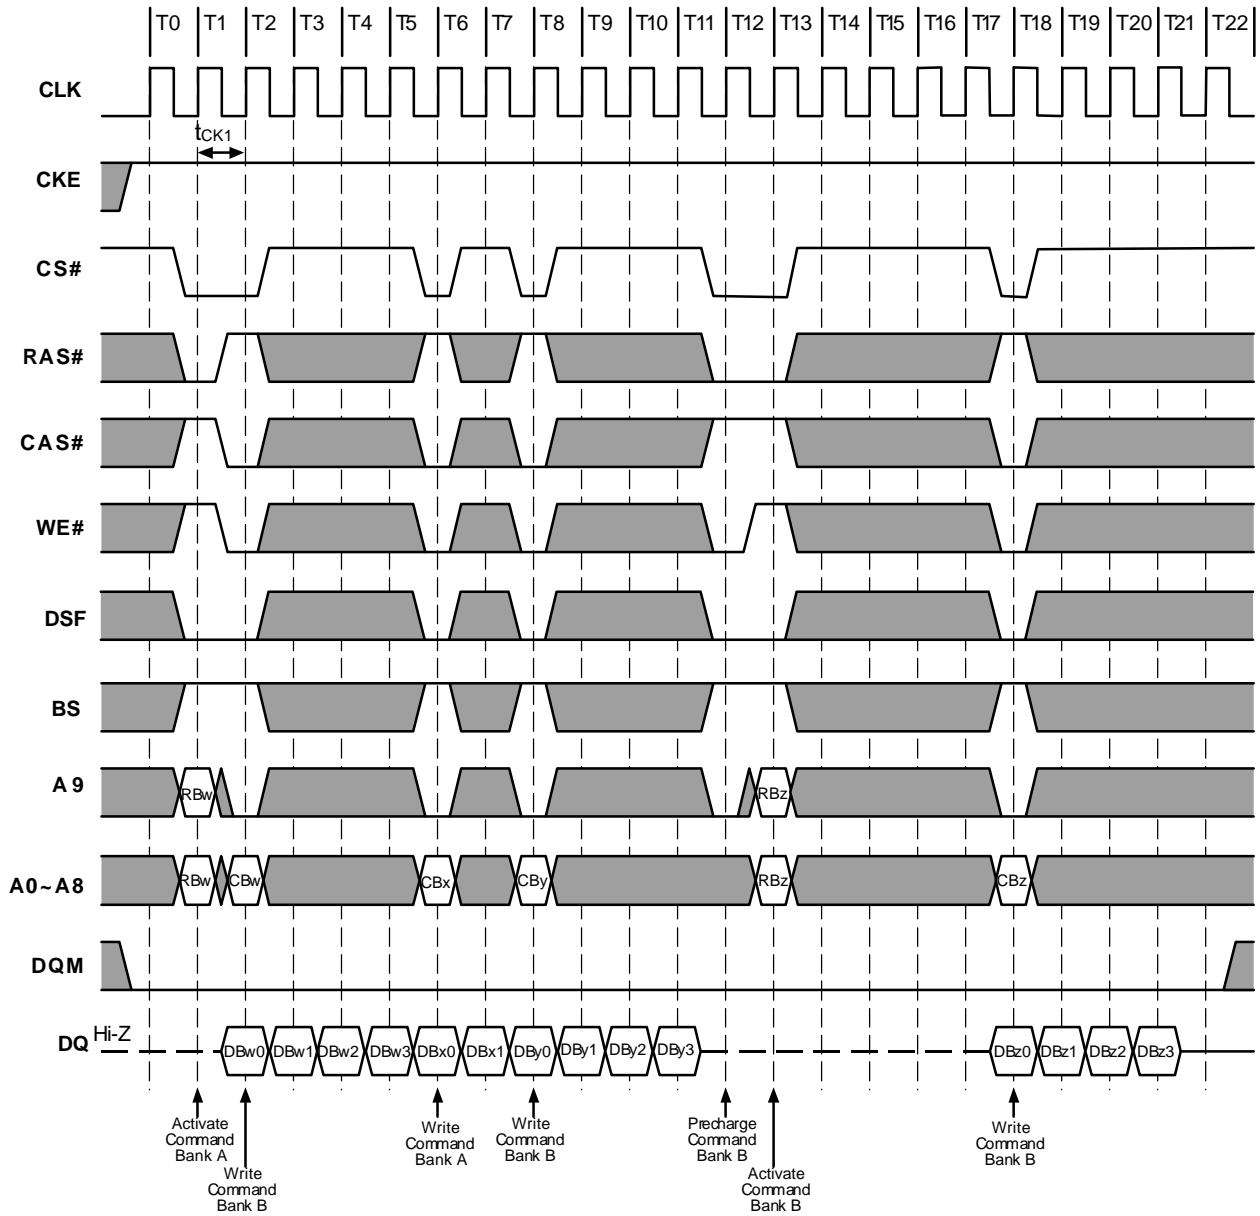 T0 T1 T2 T3 T4 T5 T6 T7 T8 T9 T10 T11 T12 T13 T14 T15 T16 T17 T18 T19 T20 T21 T22
CLK
tCK1
CKE
CS#
RAS#
CAS#
WE#
DSF
BS
A9
RBw RBz
A0~A8
RBw CBw CBx CBy RBz CBz
DQM
DQ Hi-Z
DBw0 DBw1 DBw2 DBw3 DBx0 DBx1 DBy0 DBy1 DBy2 DBy3 DBz0 DBz1 DBz2 DBz3
Activate
Command
Bank A
Write
Command
Bank B
Write
Command
Bank A
Write
Command
Bank B
Precharge
Command
Bank B
Activate
Command
Bank B
Write
Command
Bank B